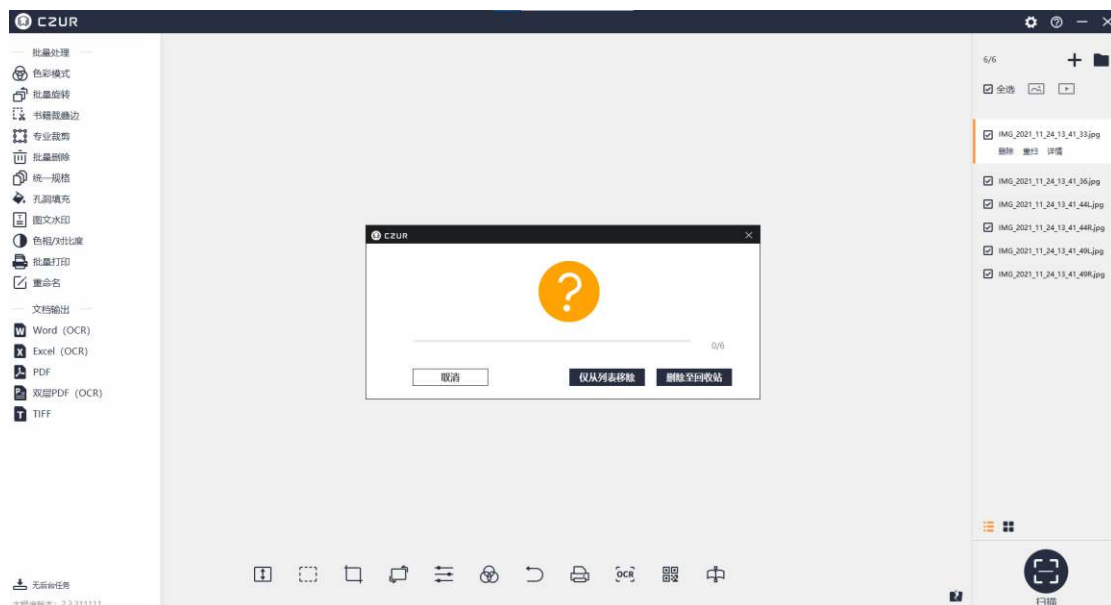 CZUR
批量处理
色彩模式
批量旋转
书籍裁边
专业裁剪
批量删除
统一规格
孔洞填充
图文水印
色相/对比度
批量打印
重命名
文档输出
Word (OCR)
Excel (OCR)
PDF
双层PDF (OCR)
TIFF
无后台任务
CZUR
0/6
取消
仅从列表移除
删除至回收站
OCR
6/6
全选
IMG_2021_11_24_13_41_33.jpg
删除 重扫 详情
IMG_2021_11_24_13_41_36.jpg
IMG_2021_11_24_13_41_44L.jpg
IMG_2021_11_24_13_41_44R.jpg
IMG_2021_11_24_13_41_49L.jpg
IMG_2021_11_24_13_41_49R.jpg
扫描